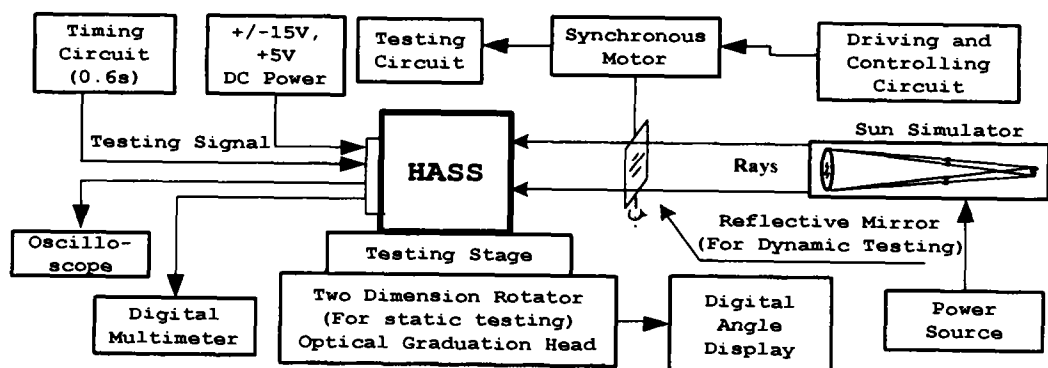 Timing
Circuit
(0.6s)
+/-15V,
+5V
DC Power
Testing
Circuit
Synchronous
Motor
Driving and
Controlling
Circuit
Testing Signal
HASS
Rays
Sun Simulator
Reflective Mirror
(For Dynamic Testing)
Oscillo-
scope
Digital
Multimeter
Testing Stage
Two Dimension Rotator
(For static testing)
Optical Graduation Head
Digital
Angle
Display
Power
Source